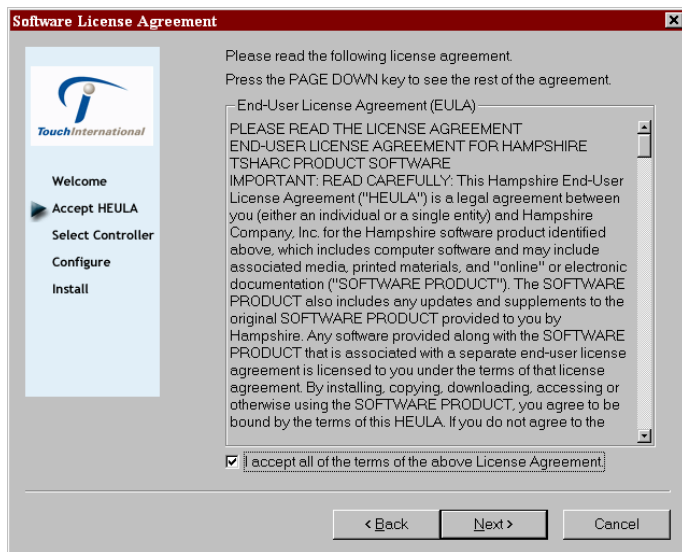 Software License Agreement
TouchInternational
Welcome
Accept HEULA
Select Controller
Configure
Install
Please read the following license agreement.
Press the PAGE DOWN key to see the rest of the agreement.
End-User License Agreement (EULA)
PLEASE READ THE LICENSE AGREEMENT
END-USER LICENSE AGREEMENT FOR HAMPSHIRE
TSHARC PRODUCT SOFTWARE
IMPORTANT: READ CAREFULLY: This Hampshire End-User
License Agreement ("HEULA") is a legal agreement between
you (either an individual or a single entity) and Hampshire
Company, Inc. for the Hampshire software product identified
above, which includes computer software and may include
associated media, printed materials, and "online" or electronic
documentation ("SOFTWARE PRODUCT"). The SOFTWARE
PRODUCT also includes any updates and supplements to the
original SOFTWARE PRODUCT provided to you by
Hampshire. Any software provided along with the SOFTWARE
PRODUCT that is associated with a separate end-user license
agreement is licensed to you under the terms of that license
agreement. By installing, copying, downloading, accessing or
otherwise using the SOFTWARE PRODUCT, you agree to be
bound by the terms of this HEULA. If you do not agree to the
I accept all of the terms of the above License Agreement.
< Back
Next >
Cancel